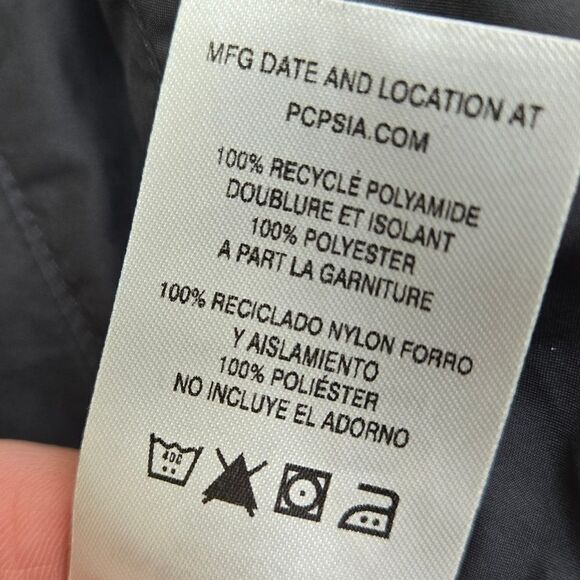 MFG DATE AND LOCATION AT
PCPSIA.COM
100% RECYCLÉ POLYAMIDE
DOUBLURE ET ISOLANT
100% POLYESTER
A PART LA GARNITURE
100% RECICLADO NYLON FORRO
Y AISLAMIENTO
100% POLIÉSTER
NO INCLUYE EL ADORNO
40C